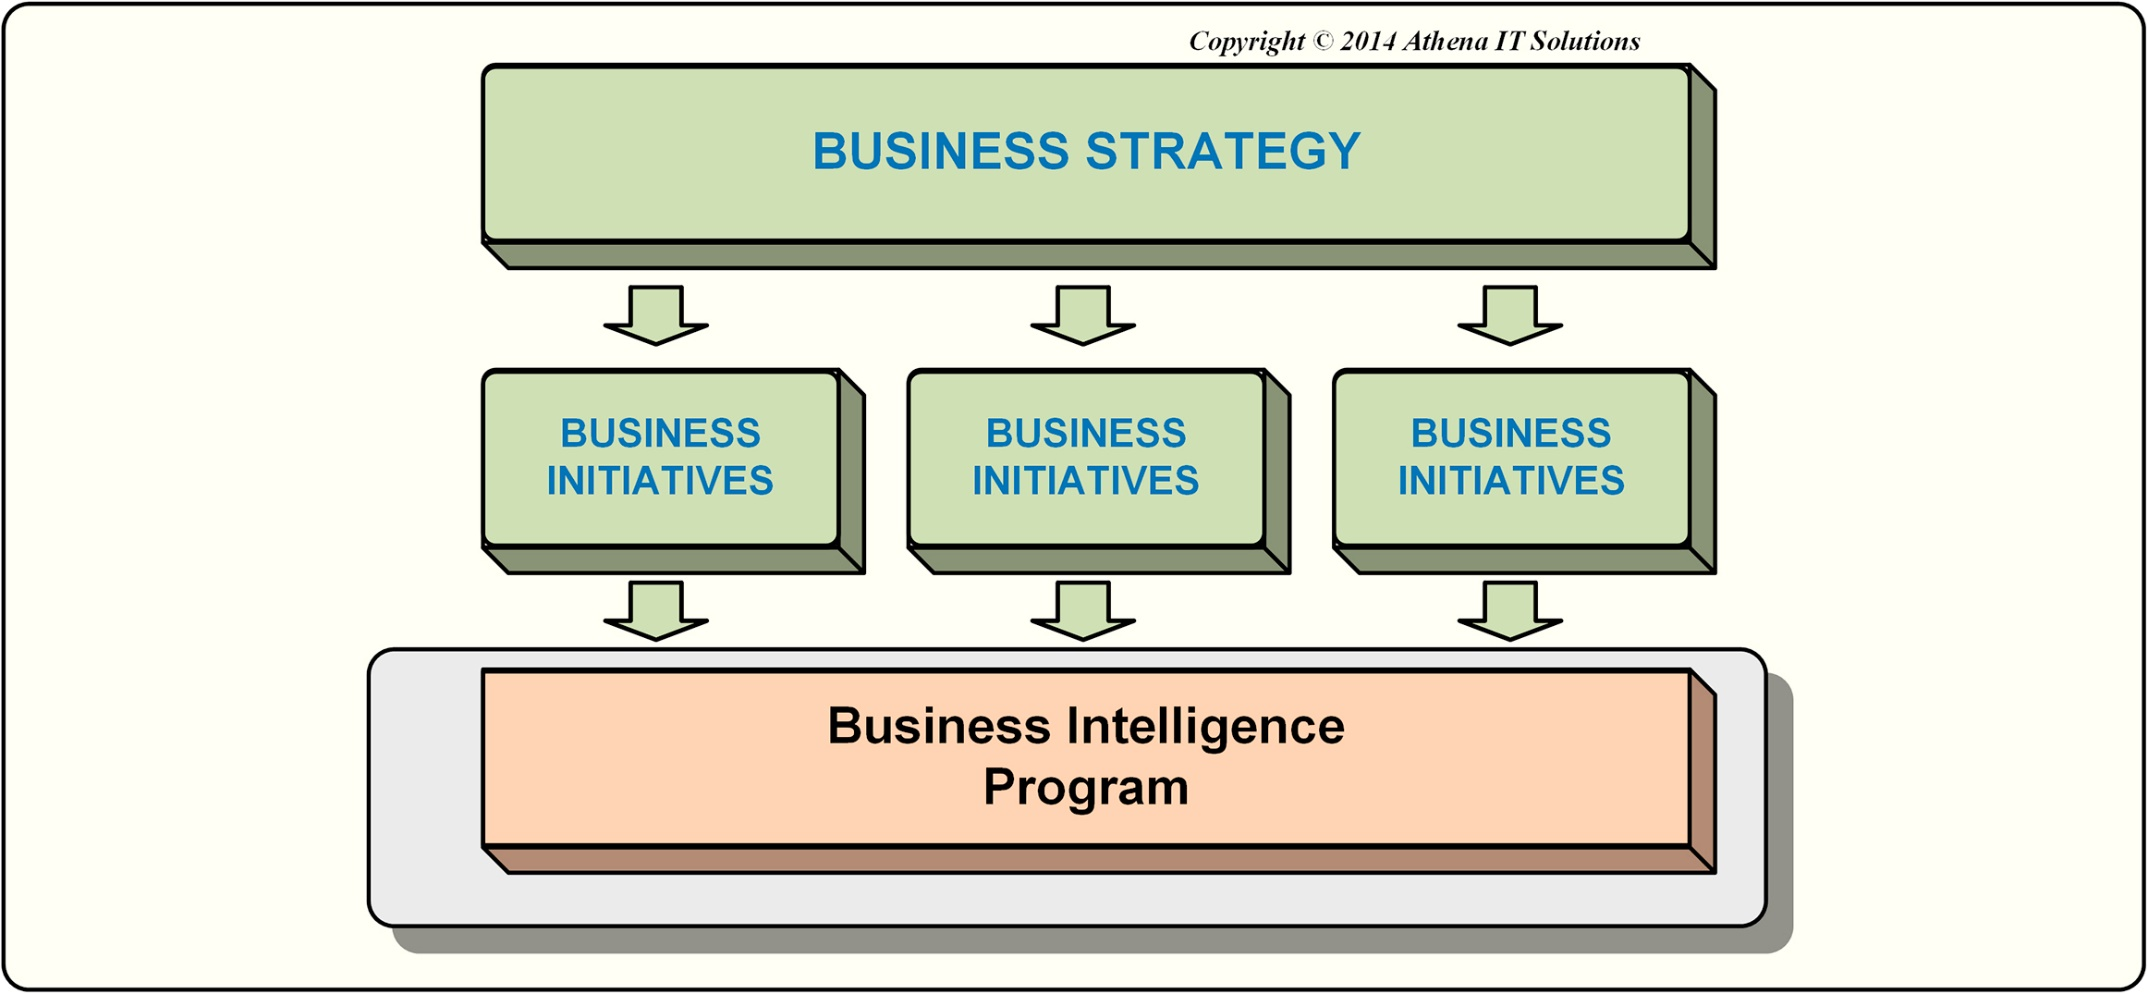 Copyright © 2014 Athena IT Solutions
BUSINESS STRATEGY
BUSINESS
INITIATIVES
BUSINESS
INITIATIVES
BUSINESS
INITIATIVES
Business Intelligence
Program